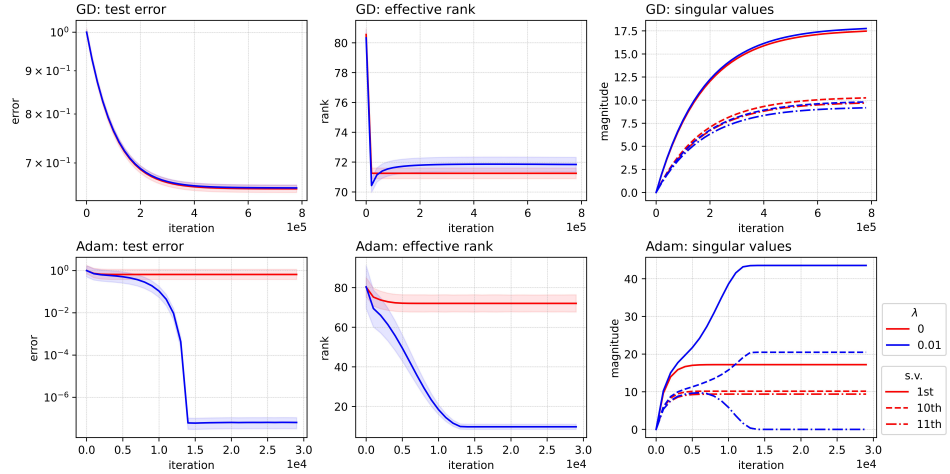 GD: test error
10⁰
9 × 10⁻¹
8 × 10⁻¹
7 × 10⁻¹
error
0 2 4 6 8
iteration 1e5
GD: effective rank
80
78
76
74
72
70
rank
0 2 4 6 8
iteration 1e5
GD: singular values
17.5
15.0
12.5
10.0
7.5
5.0
2.5
0.0
magnitude
0 2 4 6 8
iteration 1e5
Adam: test error
10⁰
10⁻²
10⁻⁴
10⁻⁶
error
0.0 0.5 1.0 1.5 2.0 2.5 3.0
iteration 1e4
Adam: effective rank
80
60
40
20
rank
0.0 0.5 1.0 1.5 2.0 2.5 3.0
iteration 1e4
Adam: singular values
40
30
20
10
0
magnitude
0.0 0.5 1.0 1.5 2.0 2.5 3.0
iteration 1e4
λ
0
0.01
s.v.
1st
10th
11th